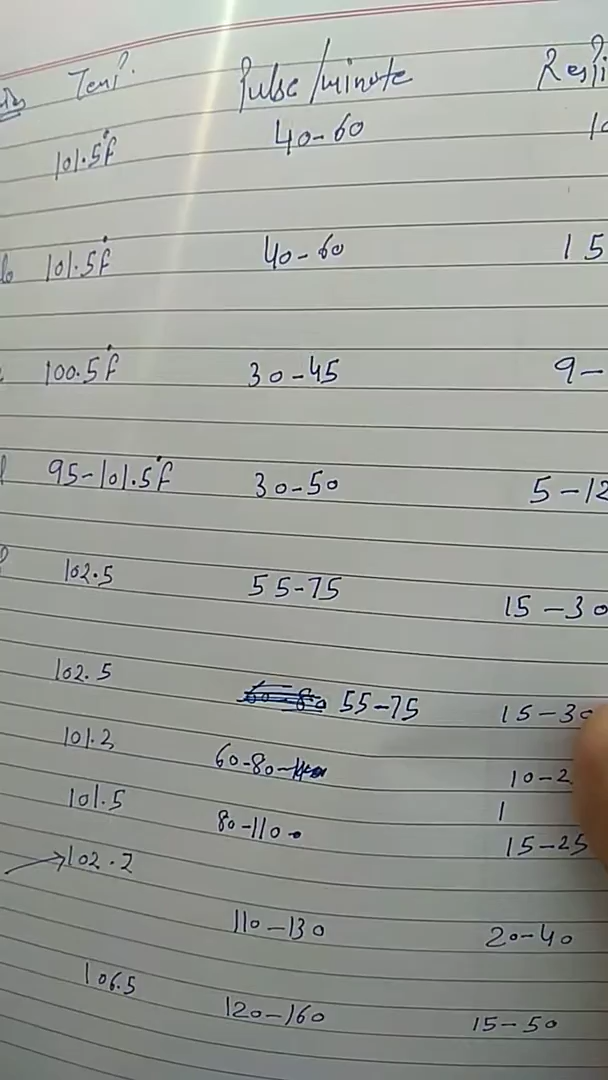 Temp. Pulse/minute Respi
101.5°f 40-60 10
101.5°f 40-60 15
100.5°f 30-45 9-
95-101.5°f 30-50 5-12
102.5 55-75 15-30
102.5 55-75 15-30
101.2 60-80 10-2
101.5 80-110 15-25
102.2 110-130 20-40
106.5 120-160 15-50